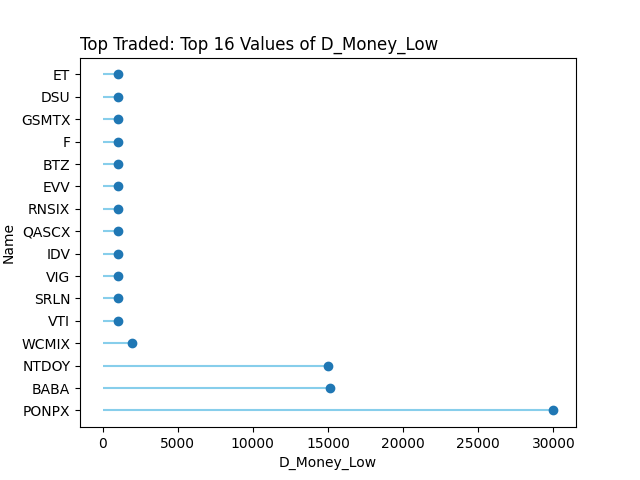 Top Traded: Top 16 Values of D_Money_Low
ET
DSU
GSMTX
F
BTZ
EVV
RNSIX
QASCX
IDV
VIG
SRLN
VTI
WCMIX
NTDOY
BABA
PONPX
Name
0 5000 10000 15000 20000 25000 30000
D_Money_Low